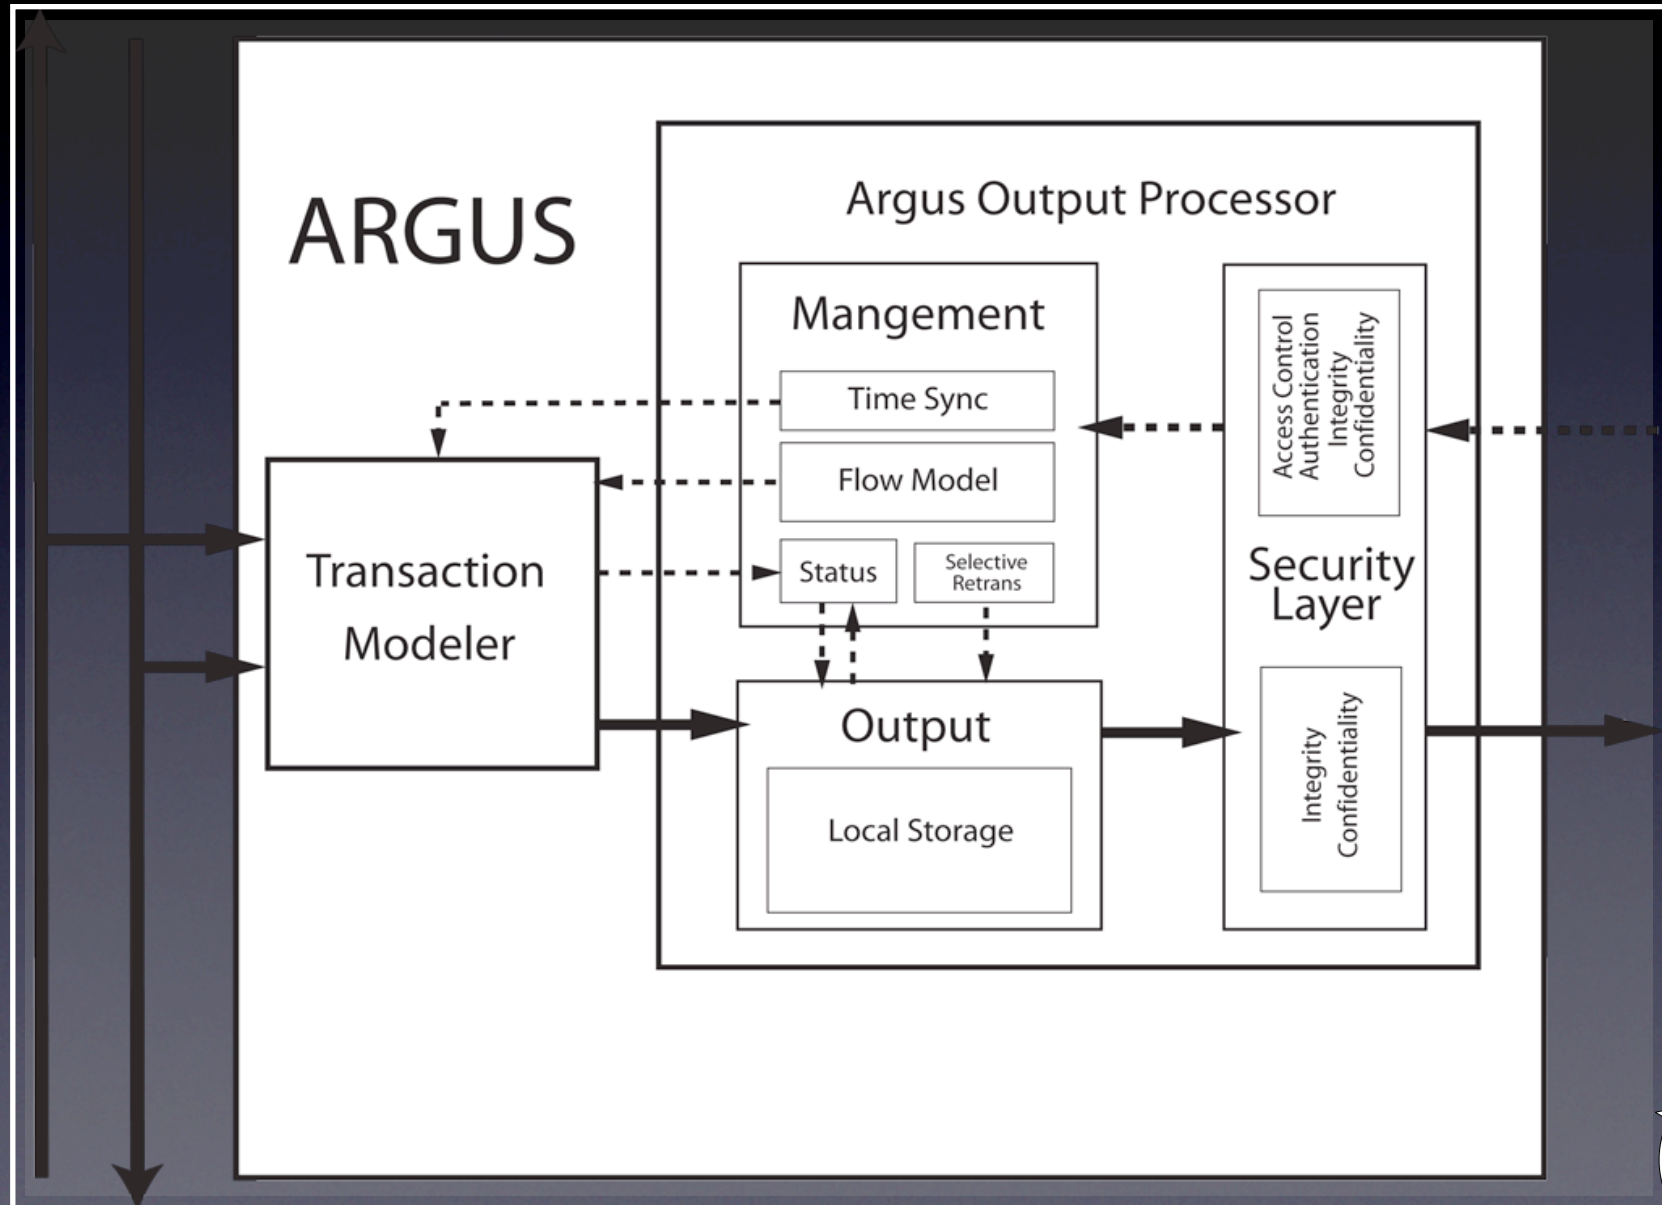 ARGUS
Argus Output Processor
Mangement
Time Sync
Flow Model
Status
Selective
Retrans
Transaction
Modeler
Output
Local Storage
Access Control
Authentication
Integrity
Confidentiality
Security
Layer
Integrity
Confidentiality